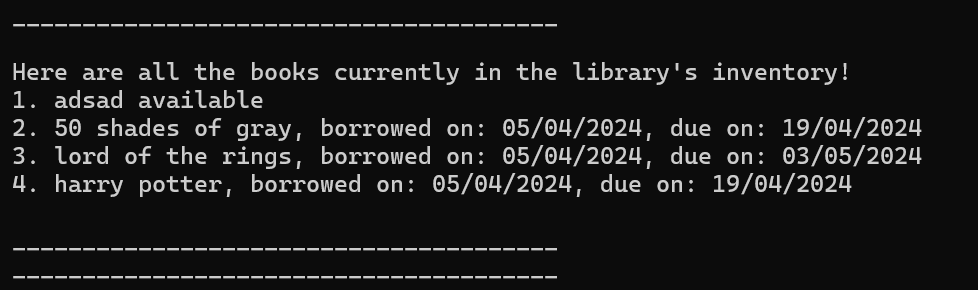 ---------------------------------------
Here are all the books currently in the library's inventory!
1. adsad available
2. 50 shades of gray, borrowed on: 05/04/2024, due on: 19/04/2024
3. lord of the rings, borrowed on: 05/04/2024, due on: 03/05/2024
4. harry potter, borrowed on: 05/04/2024, due on: 19/04/2024
---------------------------------------
---------------------------------------